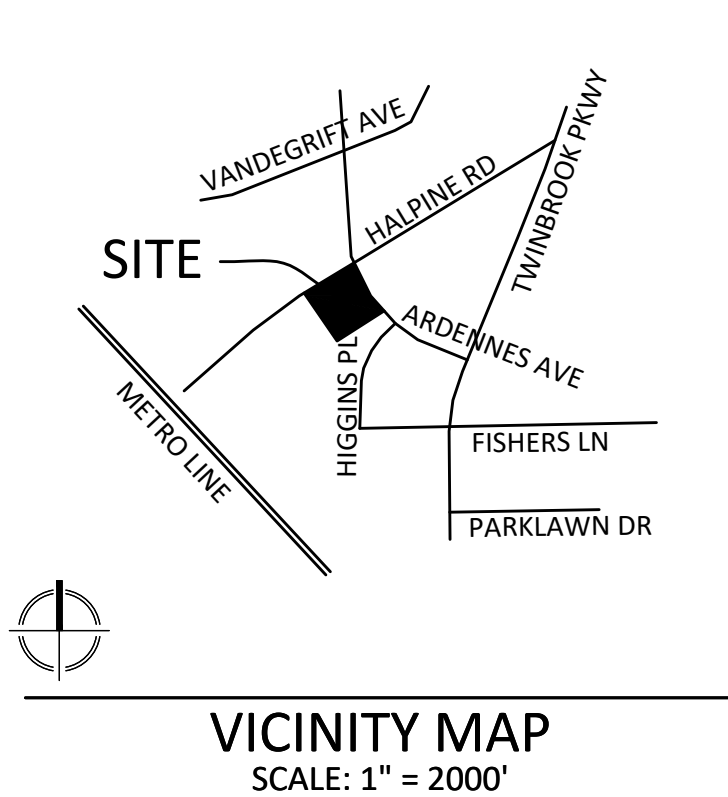 VANDEGRIFT AVE
HALPINE RD
TWINBROOK PKWY
SITE
ARDENNES AVE
METRO LINE
HIGGINS PL
FISHERS LN
PARKLAWN DR
VICINITY MAP
SCALE: 1" = 2000'